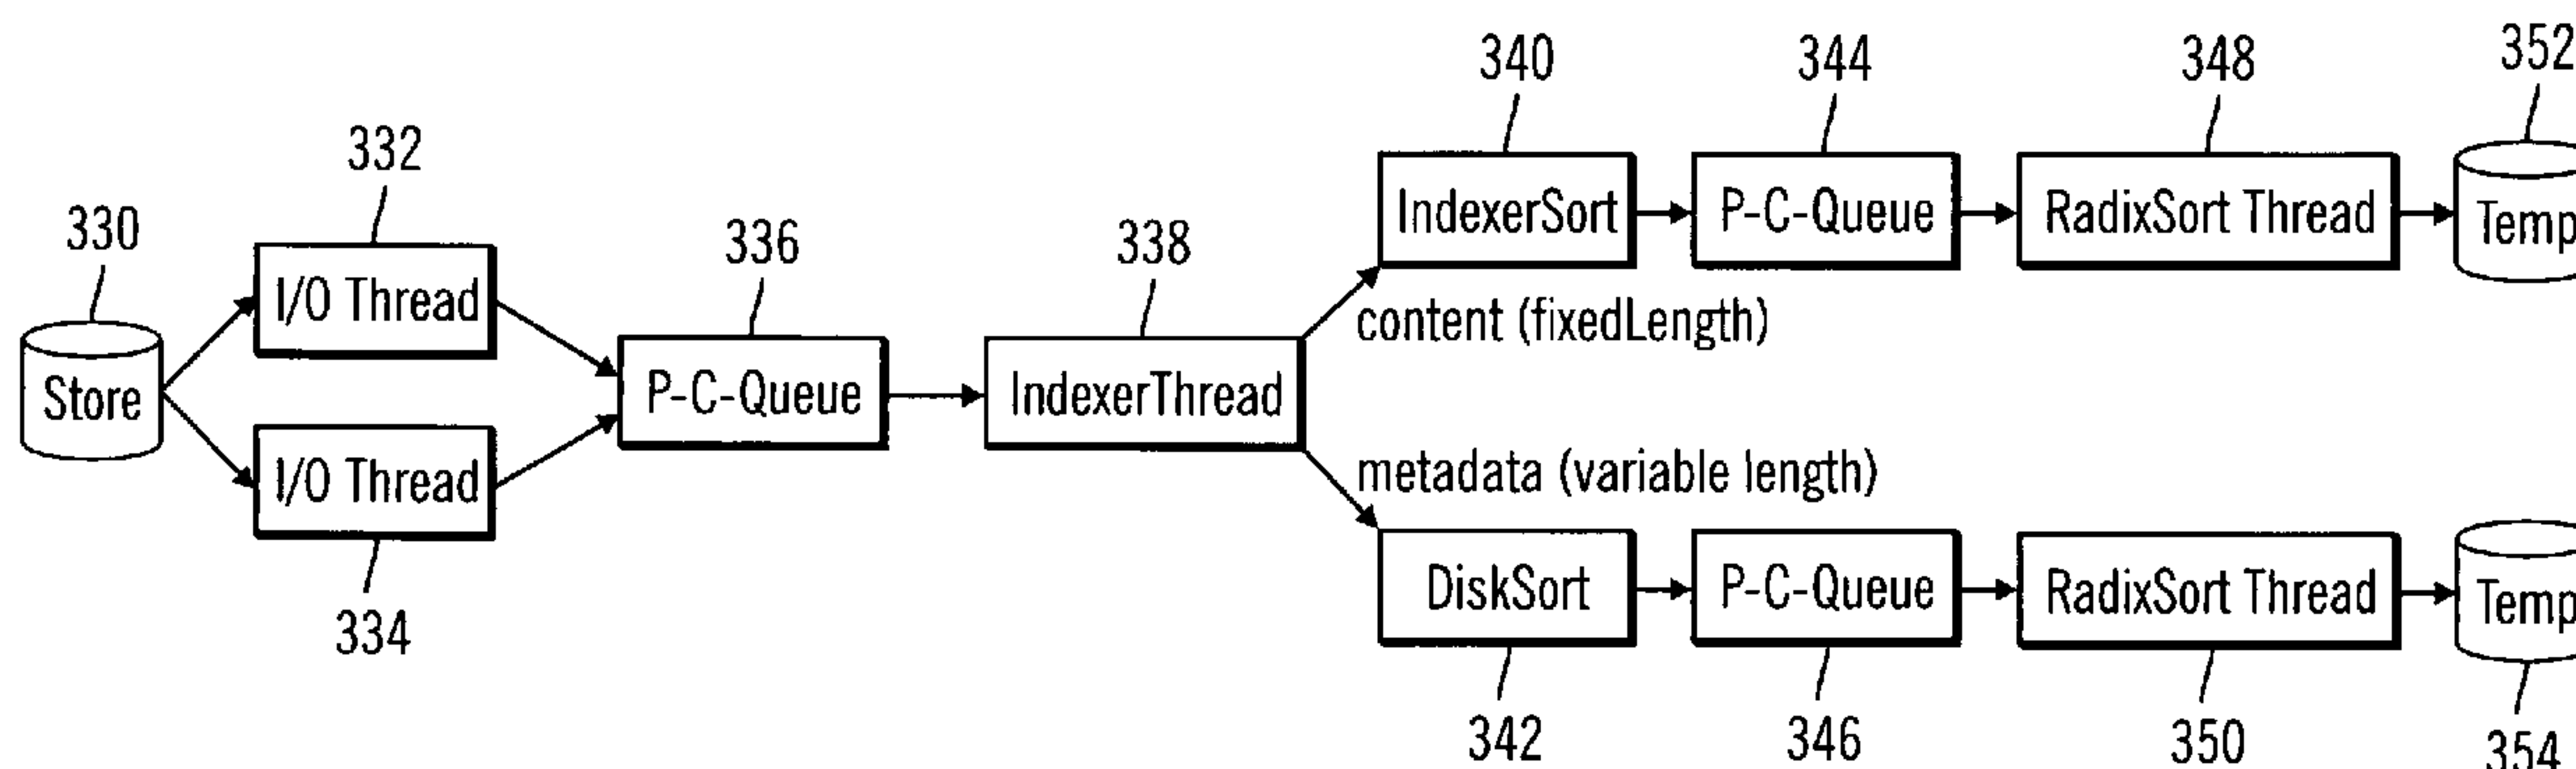 352
340
344
348
332
330
336
338
IndexerSort
P-C-Queue
RadixSort Thread
Temp
I/O Thread
content (fixedLength)
Store
P-C-Queue
IndexerThread
I/O Thread
metadata (variable length)
DiskSort
P-C-Queue
RadixSort Thread
Temp
334
342
346
350
354